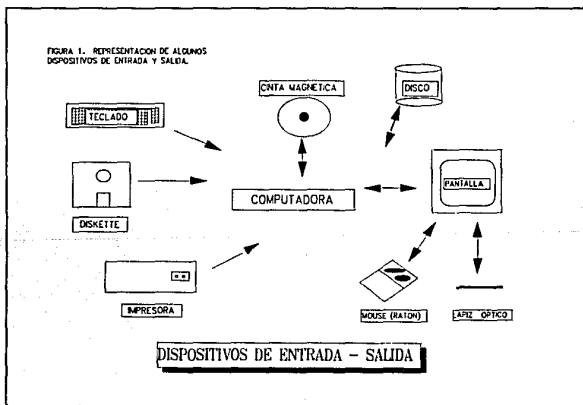 FIGURA 1. REPRESENTACION DE ALGUNOS
DISPOSITIVOS DE ENTRADA Y SALIDA.
CINTA MAGNETICA
DISCO
TECLADO
PANTALLA
COMPUTADORA
DISKETTE
IMPRESORA
MOUSE (RATON)
LAPIZ OPTICO
DISPOSITIVOS DE ENTRADA - SALIDA